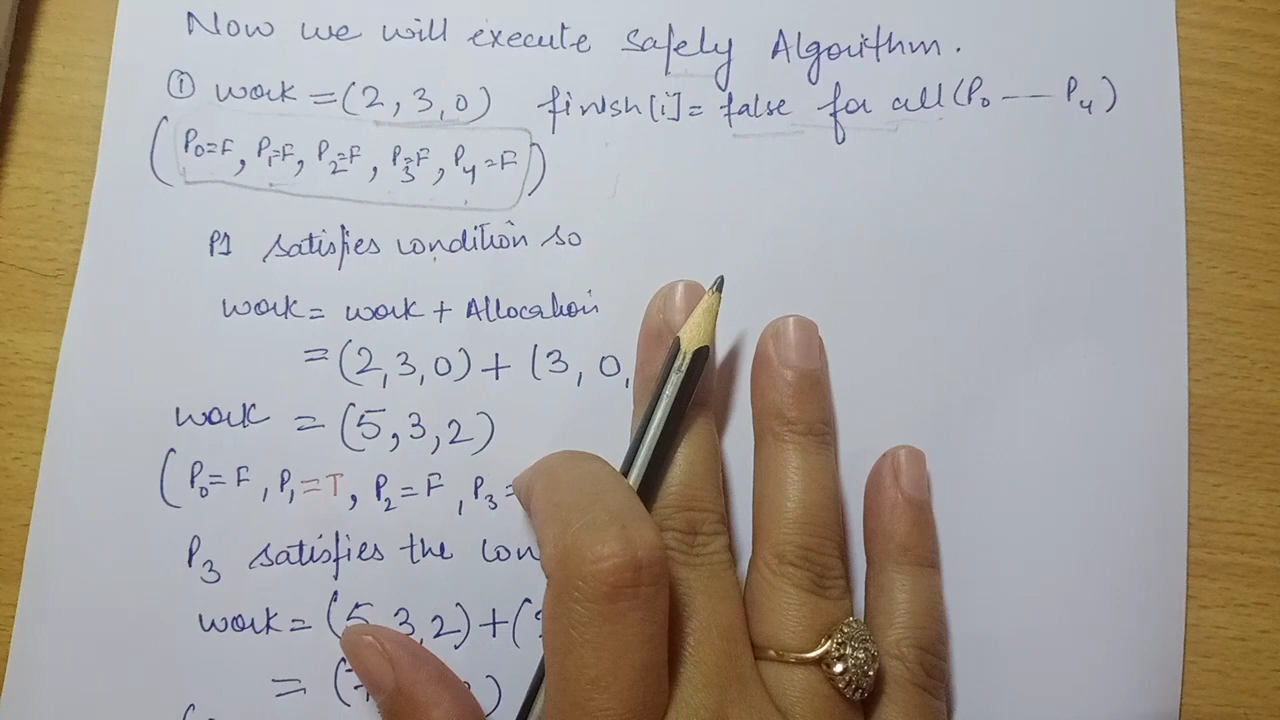 Now we will execute Safely Algorithm.
① work = (2, 3, 0) finish[i] = false for all (P0 --- P4)
(P0=F, P1=F, P2=F, P3=F, P4=F)
P1 satisfies condition so
work = work + Allocation
= (2,3,0) + (3, 0,
work = (5,3,2)
(P0=F, P1=T, P2=F, P3=
P3 satisfies the con
work = (5,3,2)+(
= (7